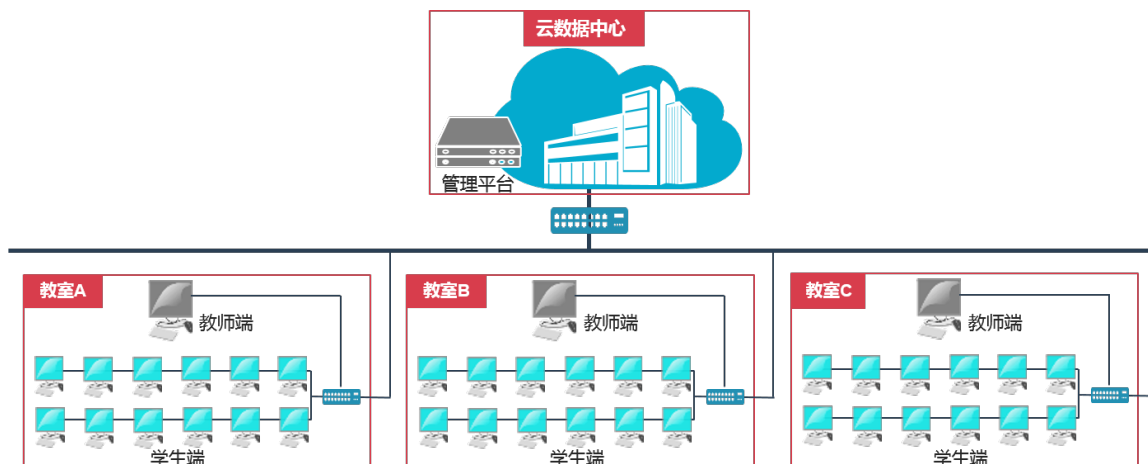 云数据中心
管理平台
教室A
教师端
学生端
教室B
教师端
学生端
教室C
教师端
学生端